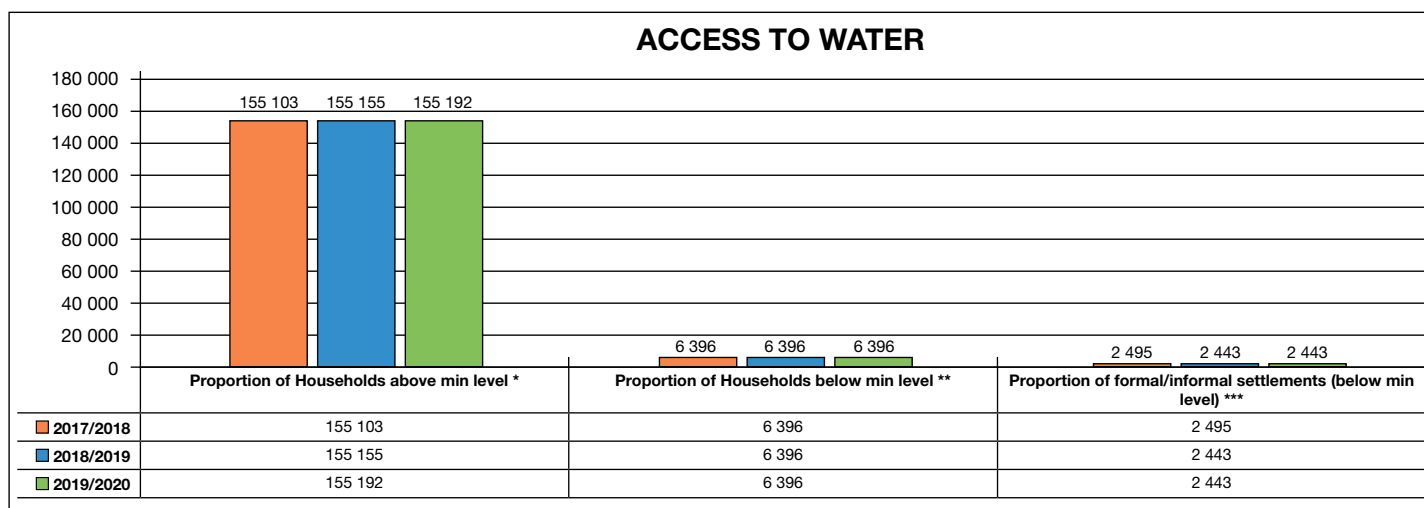 ACCESS TO WATER
180 000
160 000
140 000
120 000
100 000
80 000
60 000
40 000
20 000
0
155 103 155 155 155 192
6 396 6 396 6 396
2 495 2 443 2 443
Proportion of Households above min level * Proportion of Households below min level ** Proportion of formal/informal settlements (below min
level) ***
2017/2018 155 103 6 396 2 495
2018/2019 155 155 6 396 2 443
2019/2020 155 192 6 396 2 443